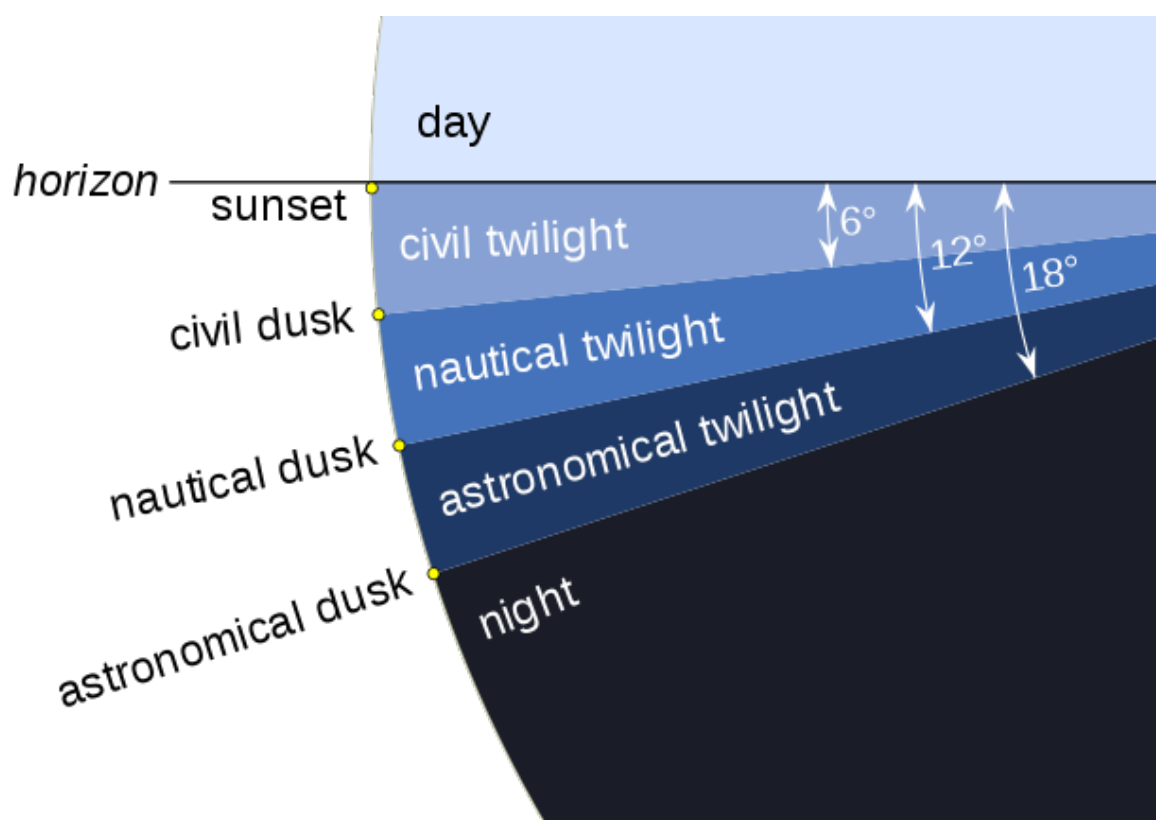 day
horizon
sunset
civil twilight
6°
12°
18°
civil dusk
nautical twilight
nautical dusk
astronomical twilight
astronomical dusk
night